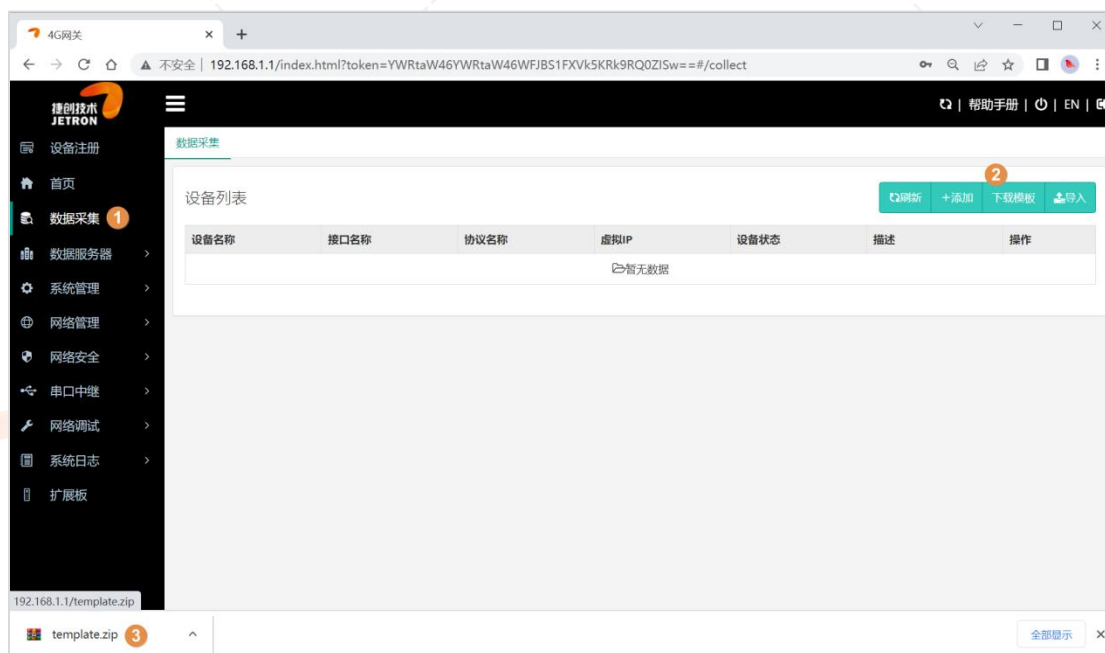 4G网关
不安全 | 192.168.1.1/index.html?token=YWRtaW46YWRtaW46WFJBS1FXVk5KRk9RQ0ZISw==#/collect
捷创技术
JETRON
帮助手册 | EN |
设备注册
首页
数据采集 1
数据服务器
系统管理
网络管理
网络安全
串口中继
网络调试
系统日志
扩展板
数据采集
2
设备列表
刷新 +添加 下载模板 导入
设备名称 接口名称 协议名称 虚拟IP 设备状态 描述 操作
暂无数据
192.168.1.1/template.zip
template.zip 3
全部显示